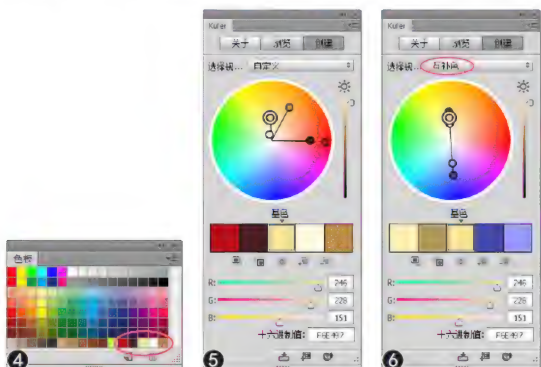 色板
4
Kuler
关于 浏览 创建
选择规... 自定义
基色
R: 246
G: 228
B: 151
十六进制值: F6E497
5
Kuler
关于 浏览 创建
选择规... 互补色
基色
R: 246
G: 228
B: 151
十六进制值: F6E497
6